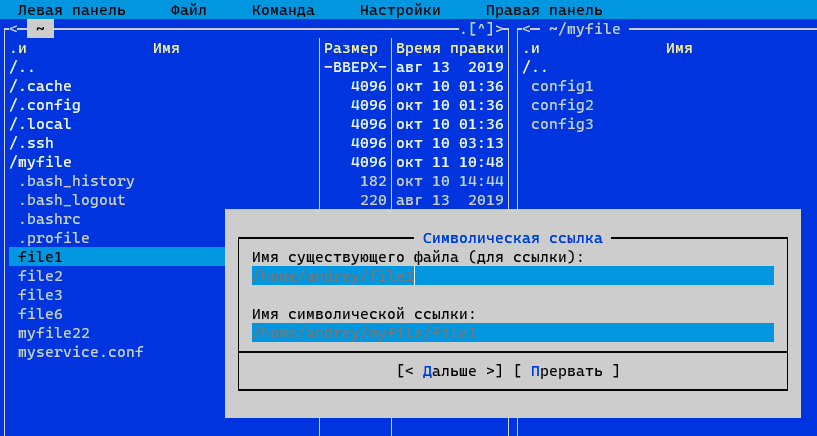 Левая панель Файл Команда Настройки Правая панель
<─ ~ .[^]> <─ ~/myfile
.и Имя Размер Время правки .и Имя
/.. -ВВЕРХ- авг 13 2019 /..
/.cache 4096 окт 10 01:36 config1
/.config 4096 окт 10 01:36 config2
/.local 4096 окт 10 01:36 config3
/.ssh 4096 окт 10 03:13
/myfile 4096 окт 11 10:48
.bash_history 182 окт 10 14:44
.bash_logout 220 авг 13 2019
.bashrc
.profile
file1
file2
file3
file6
myfile22
myservice.conf
Символическая ссылка
Имя существующего файла (для ссылки):
/home/andrey/file1
Имя символической ссылки:
/home/andrey/myfile/file1
[< Дальше >] [ Прервать ]